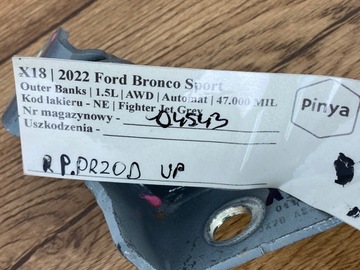 X18 | 2022 Ford Bronco Sport
Outer Banks | 1.5L | AWD | Automat | 47.000 MIL
Kod lakieru - NE | Fighter Jet Grey
Nr magazynowy - 04543
Uszkodzenia -
R P.PRZOD UP
Pinya